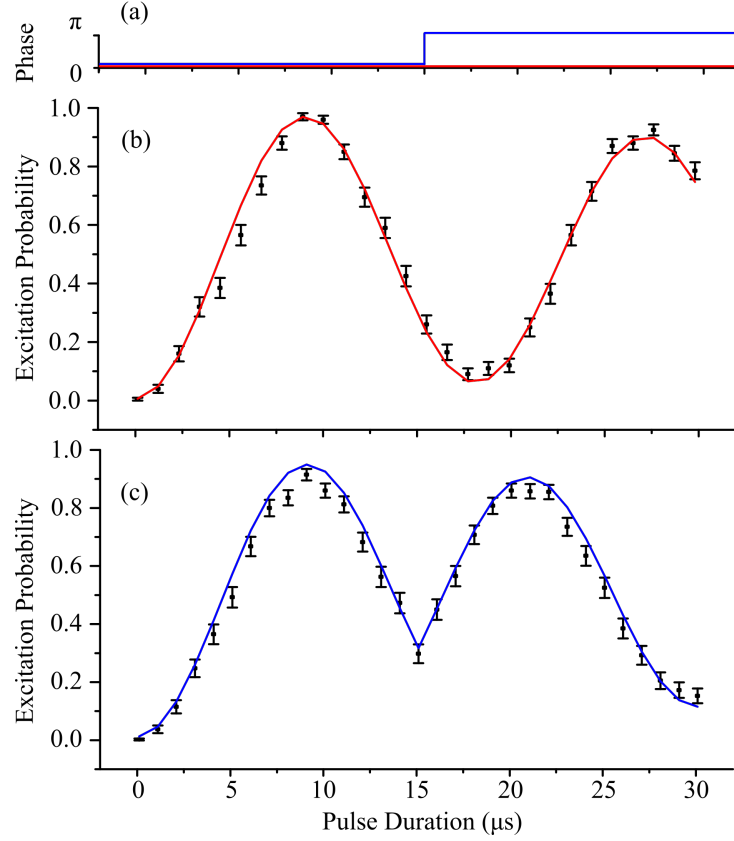 (a)
Phase
π
0
(b)
Excitation Probability
1.0
0.8
0.6
0.4
0.2
0.0
(c)
Excitation Probability
1.0
0.8
0.6
0.4
0.2
0.0
0 5 10 15 20 25 30
Pulse Duration (μs)